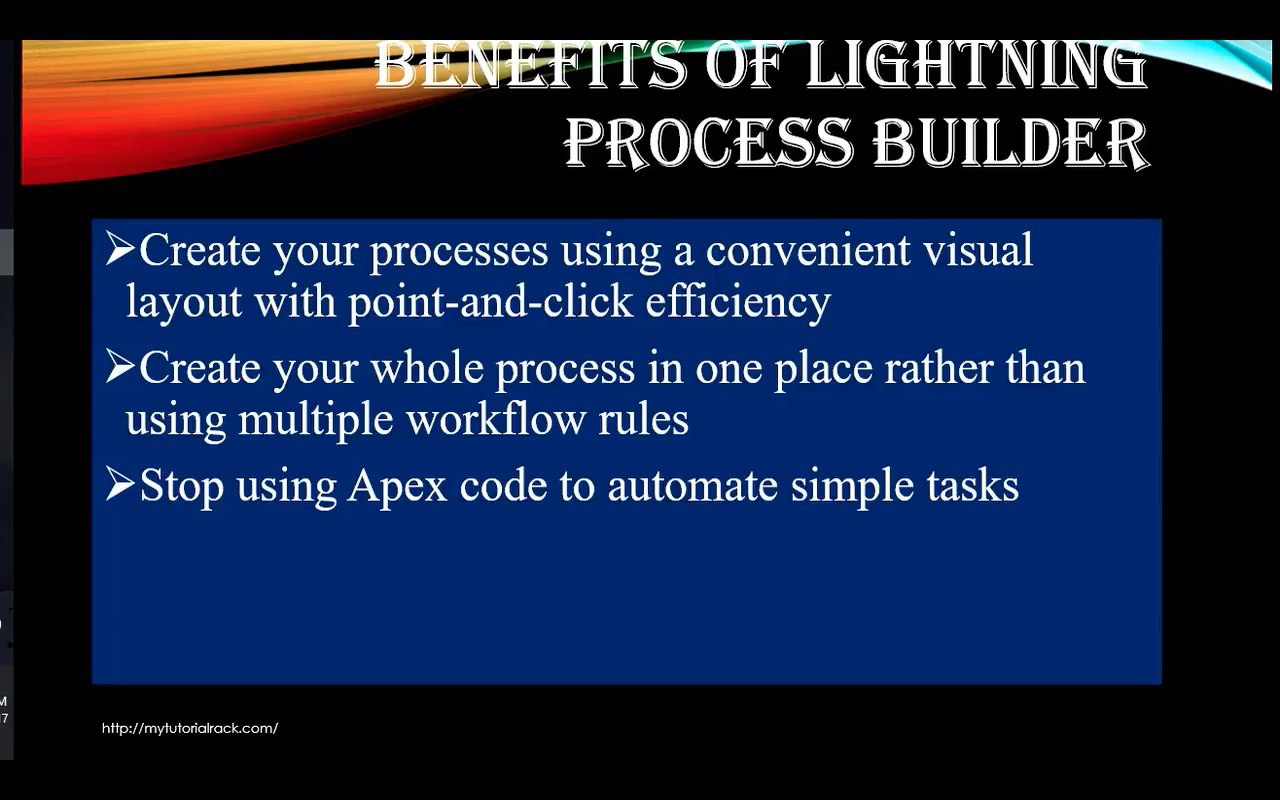 BENEFITS OF LIGHTNING
PROCESS BUILDER
➢Create your processes using a convenient visual
layout with point-and-click efficiency
➢Create your whole process in one place rather than
using multiple workflow rules
➢Stop using Apex code to automate simple tasks
http://mytutorialrack.com/